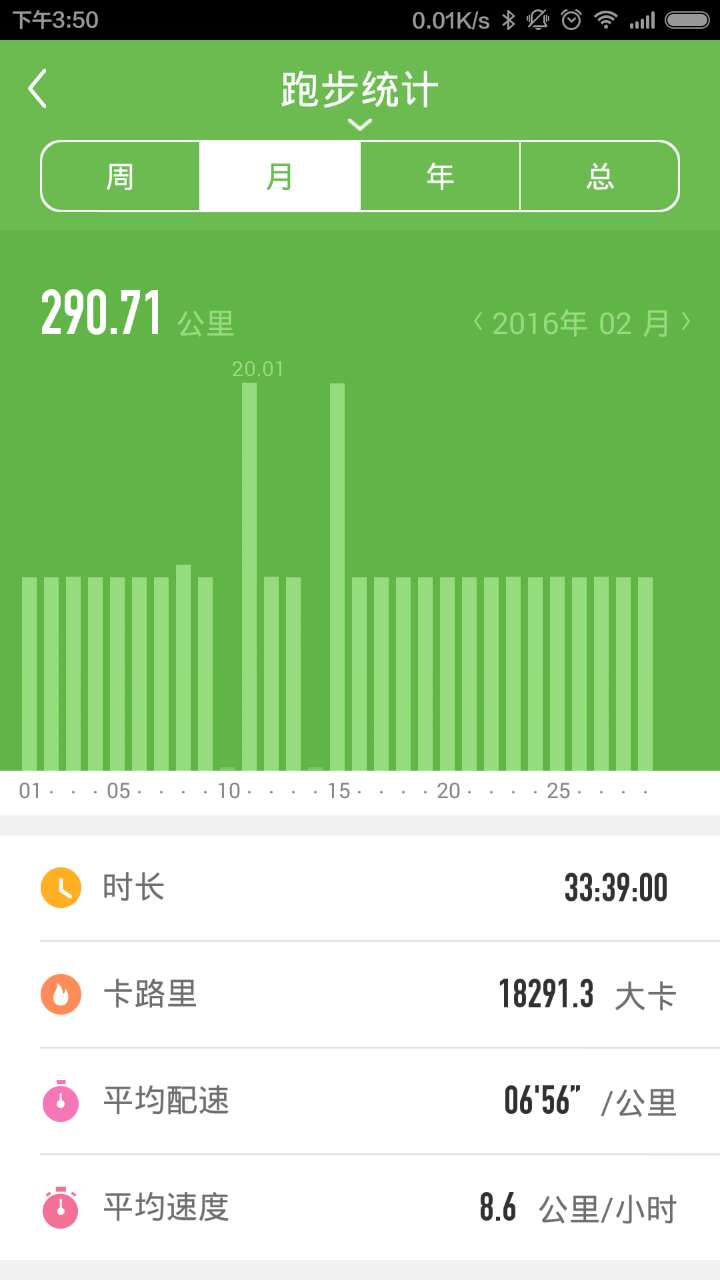 下午3:50 0.01K/s
跑步统计
周 月 年 总
290.71 公里 2016年 02 月
20.01
01 · · · 05 · · · · 10 · · · · 15 · · · · 20 · · · · 25 · · · ·
时长 33:39:00
卡路里 18291.3 大卡
平均配速 06'56” /公里
平均速度 8.6 公里/小时